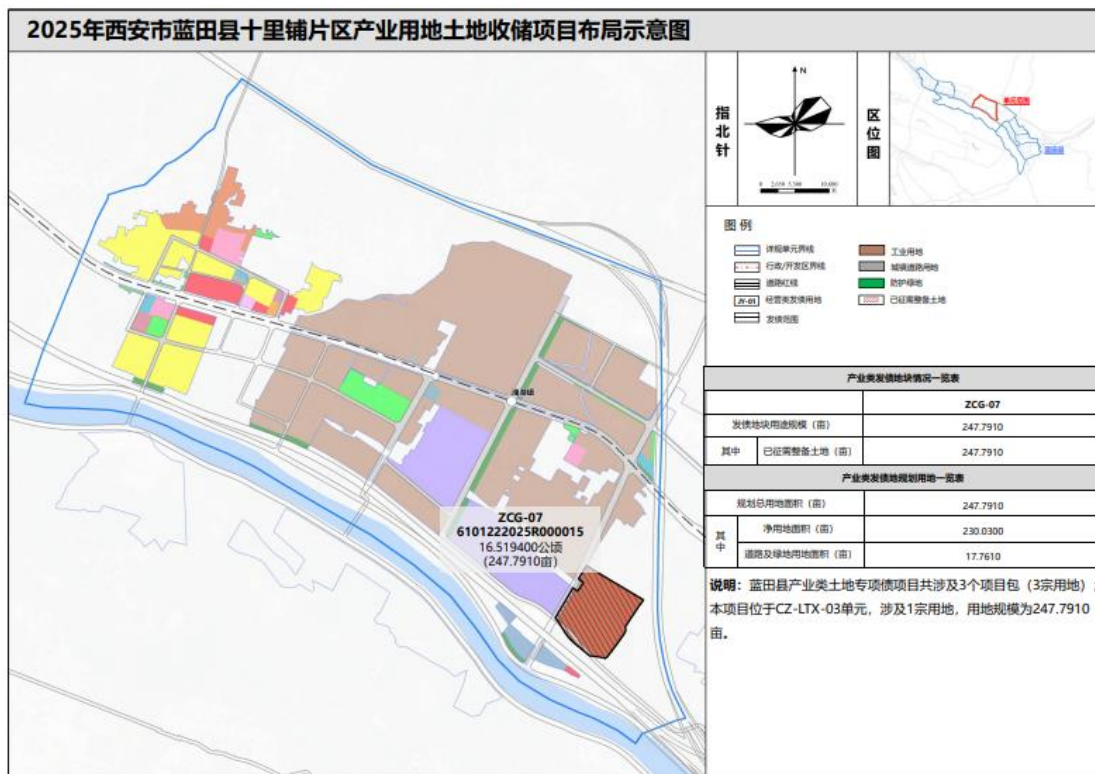 2025年西安市蓝田县十里铺片区产业用地土地收储项目布局示意图
指北针
N
区位图
图例
详规单元界线
工业用地
行政/开发区界线
城镇道路用地
道路红线
防护绿地
JY-01
经营类发债用地
已征需整备土地
发债范围
ZCG-07
6101222025R000015
16.519400公顷
(247.7910亩)
产业类发债地块情况一览表
ZCG-07
发债地块用途规模（亩）
247.7910
其中
已征需整备土地（亩）
247.7910
产业类发债地规划用地一览表
规划总用地面积（亩）
247.7910
其中
净用地面积（亩）
230.0300
道路及绿地用地面积（亩）
17.7610
说明：蓝田县产业类土地专项债项目共涉及3个项目包（3宗用地）；
本项目位于CZ-LTX-03单元，涉及1宗用地，用地规模为247.7910
亩。